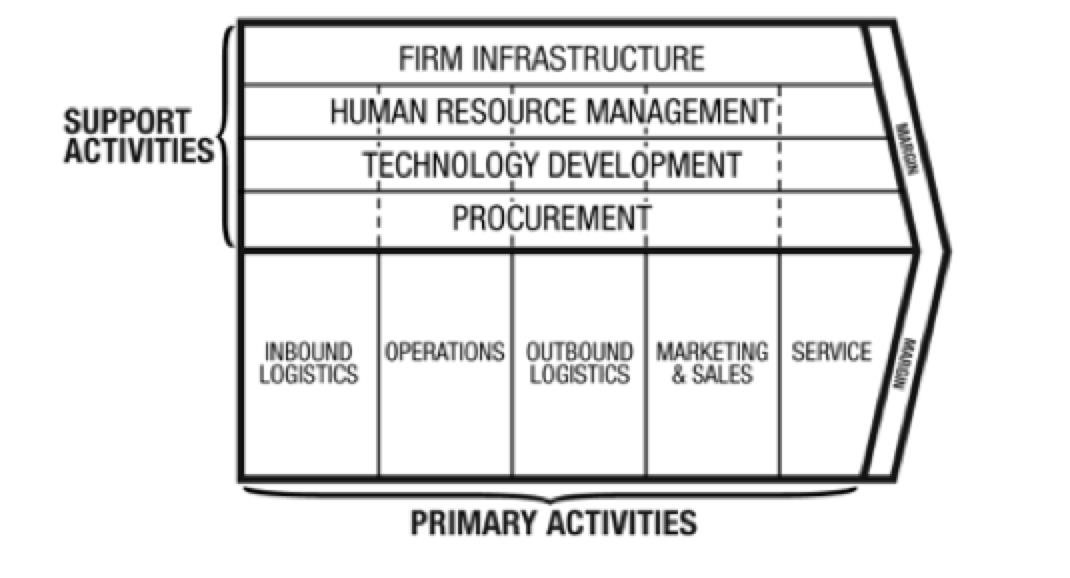 FIRM INFRASTRUCTURE
HUMAN RESOURCE MANAGEMENT
SUPPORT
ACTIVITIES
TECHNOLOGY DEVELOPMENT
PROCUREMENT
MARGIN
INBOUND
LOGISTICS
OPERATIONS
OUTBOUND
LOGISTICS
MARKETING
& SALES
SERVICE
MARGIN
PRIMARY ACTIVITIES